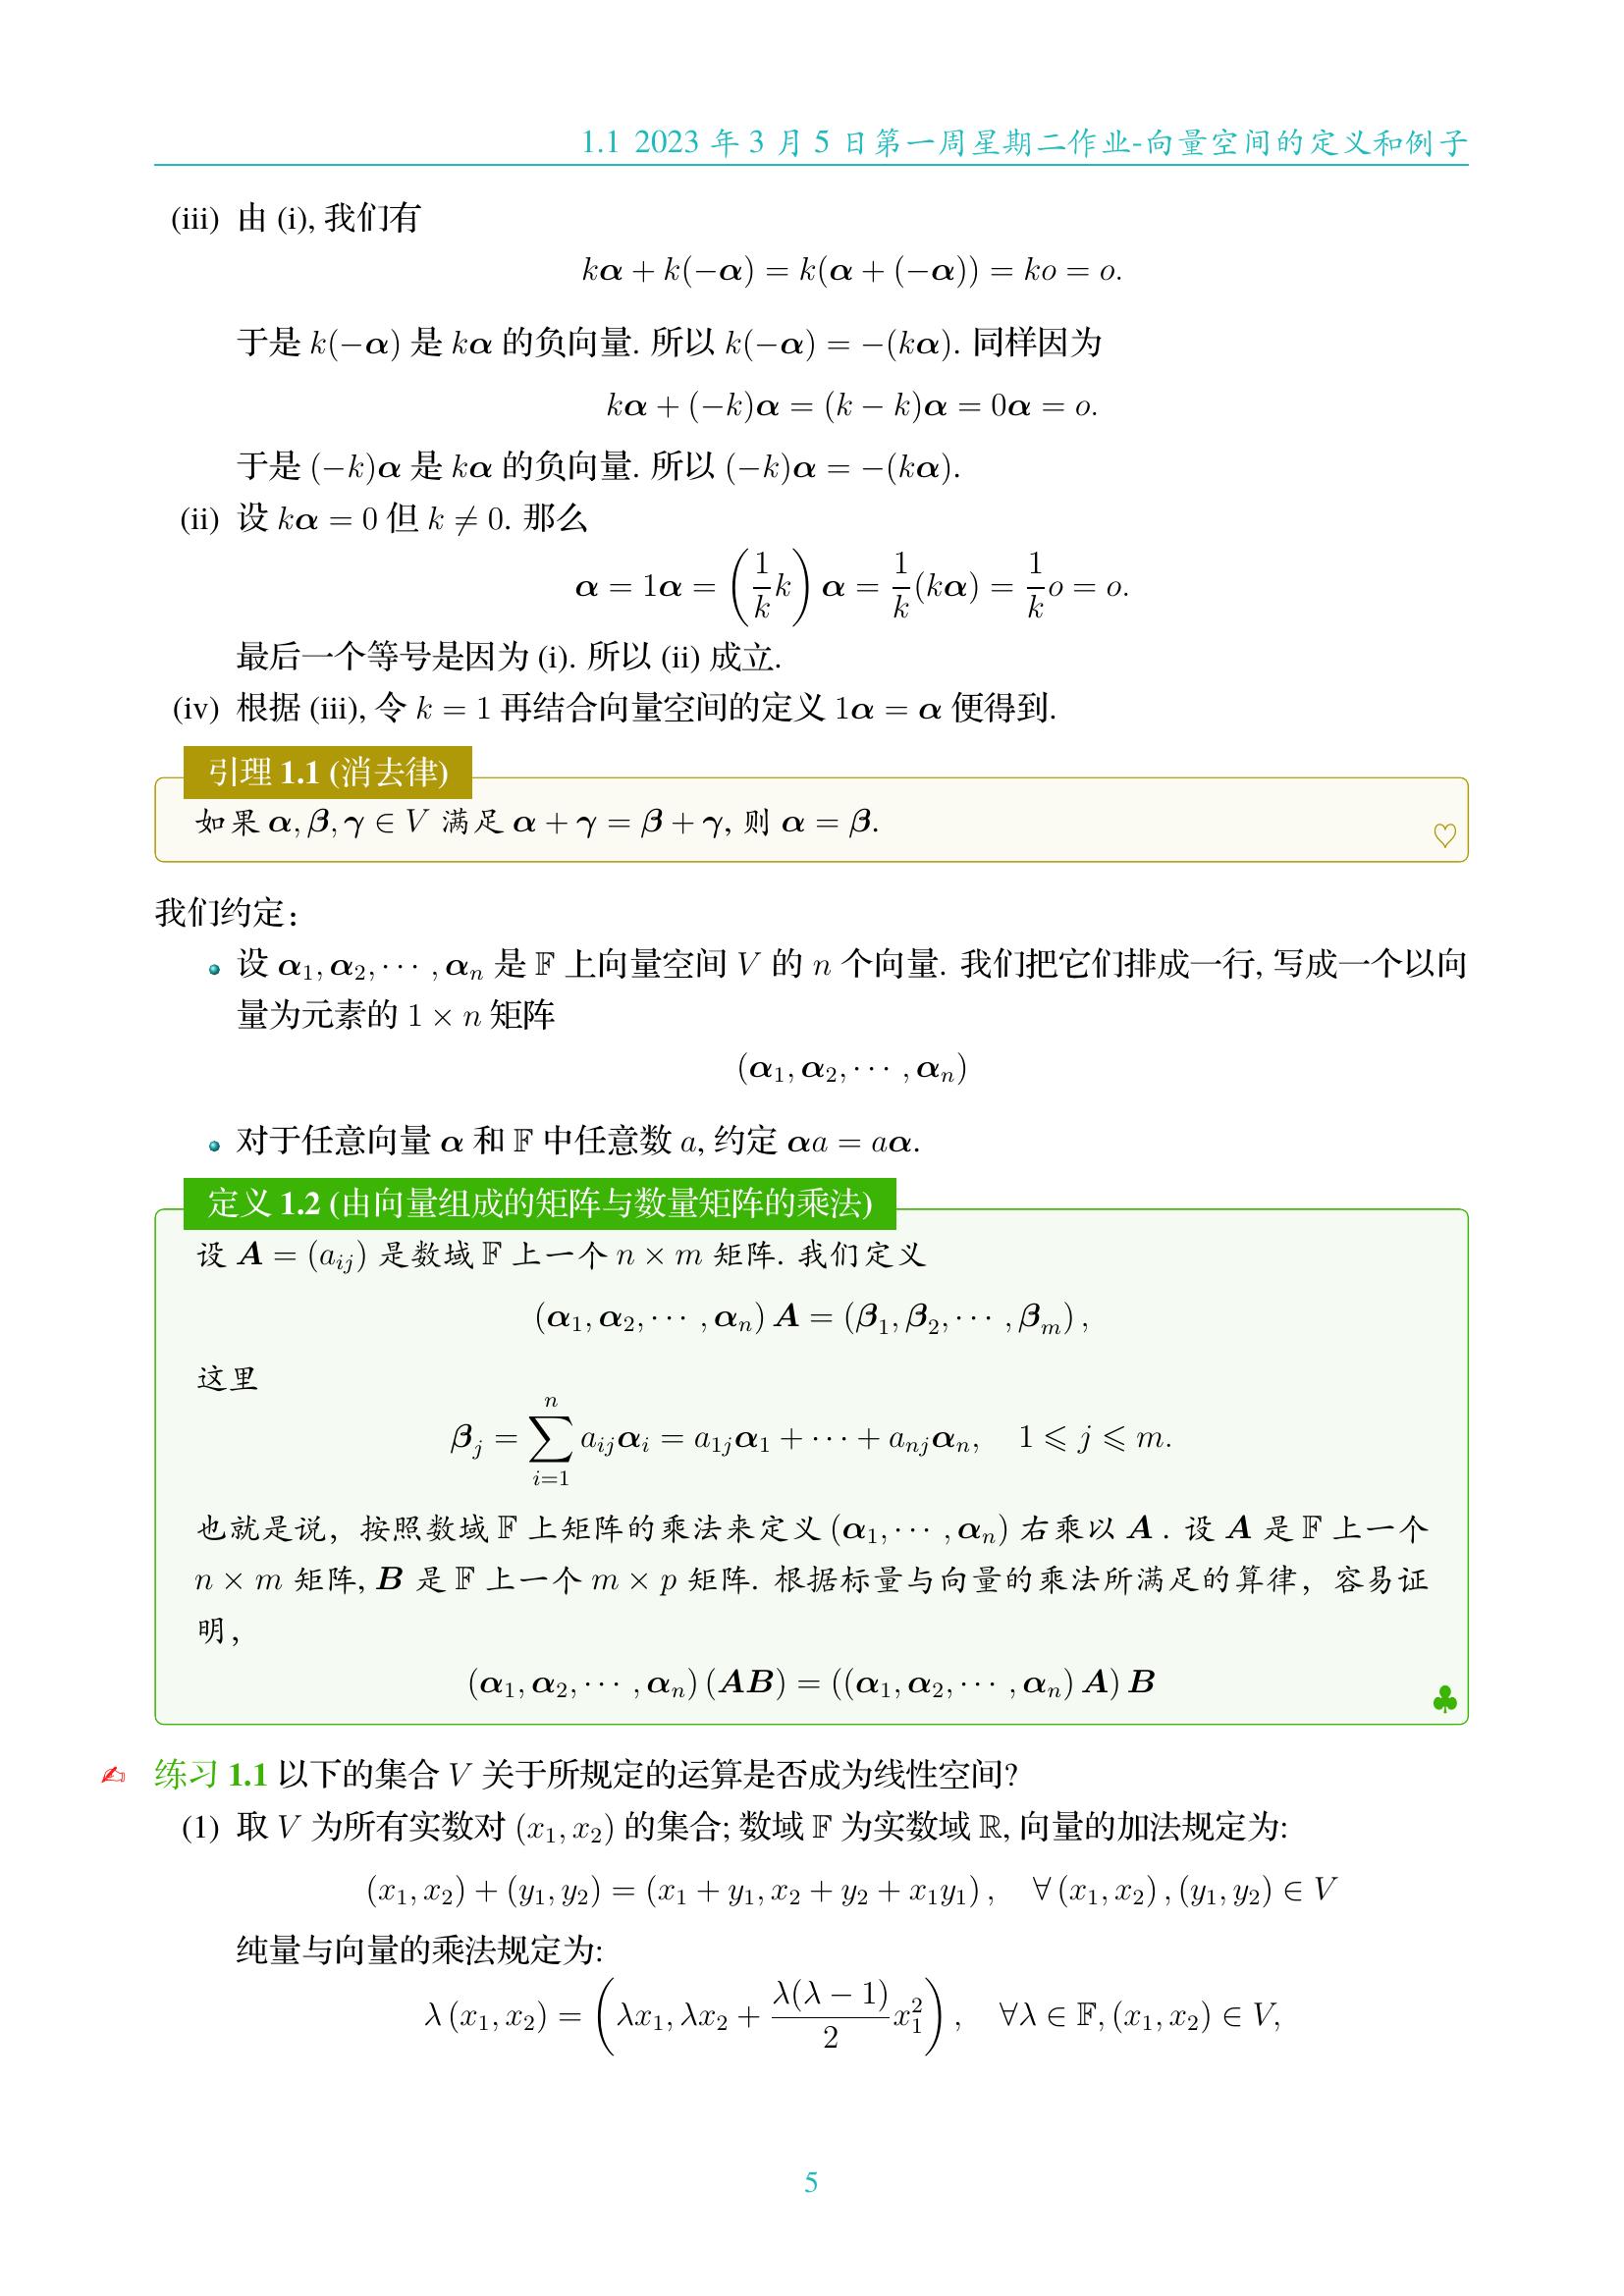 1.1 2023 年 3 月 5 日第一周星期二作业-向量空间的定义和例子
(iii) 由 (i), 我们有
$k\boldsymbol{\alpha} + k(-\boldsymbol{\alpha}) = k(\boldsymbol{\alpha} + (-\boldsymbol{\alpha})) = ko = o.$
于是 $k(-\boldsymbol{\alpha})$ 是 $k\boldsymbol{\alpha}$ 的负向量. 所以 $k(-\boldsymbol{\alpha}) = -(k\boldsymbol{\alpha})$. 同样因为
$k\boldsymbol{\alpha} + (-k)\boldsymbol{\alpha} = (k - k)\boldsymbol{\alpha} = 0\boldsymbol{\alpha} = o.$
于是 $(-k)\boldsymbol{\alpha}$ 是 $k\boldsymbol{\alpha}$ 的负向量. 所以 $(-k)\boldsymbol{\alpha} = -(k\boldsymbol{\alpha})$.
(ii) 设 $k\boldsymbol{\alpha} = 0$ 但 $k \neq 0$. 那么
$\boldsymbol{\alpha} = 1\boldsymbol{\alpha} = \left(\frac{1}{k}k\right)\boldsymbol{\alpha} = \frac{1}{k}(k\boldsymbol{\alpha}) = \frac{1}{k}o = o.$
最后一个等号是因为 (i). 所以 (ii) 成立.
(iv) 根据 (iii), 令 $k = 1$ 再结合向量空间的定义 $1\boldsymbol{\alpha} = \boldsymbol{\alpha}$ 便得到.
引理 1.1 (消去律)
如果 $\boldsymbol{\alpha}, \boldsymbol{\beta}, \boldsymbol{\gamma} \in V$ 满足 $\boldsymbol{\alpha} + \boldsymbol{\gamma} = \boldsymbol{\beta} + \boldsymbol{\gamma}$, 则 $\boldsymbol{\alpha} = \boldsymbol{\beta}$.
♡
我们约定：
• 设 $\boldsymbol{\alpha}_1, \boldsymbol{\alpha}_2, \cdots, \boldsymbol{\alpha}_n$ 是 $\mathbb{F}$ 上向量空间 $V$ 的 $n$ 个向量. 我们把它们排成一行, 写成一个以向
量为元素的 $1 \times n$ 矩阵
$(\boldsymbol{\alpha}_1, \boldsymbol{\alpha}_2, \cdots, \boldsymbol{\alpha}_n)$
• 对于任意向量 $\boldsymbol{\alpha}$ 和 $\mathbb{F}$ 中任意数 $a$, 约定 $\boldsymbol{\alpha}a = a\boldsymbol{\alpha}$.
定义 1.2 (由向量组成的矩阵与数量矩阵的乘法)
设 $\boldsymbol{A} = (a_{ij})$ 是数域 $\mathbb{F}$ 上一个 $n \times m$ 矩阵. 我们定义
$(\boldsymbol{\alpha}_1, \boldsymbol{\alpha}_2, \cdots, \boldsymbol{\alpha}_n)\boldsymbol{A} = (\boldsymbol{\beta}_1, \boldsymbol{\beta}_2, \cdots, \boldsymbol{\beta}_m),$
这里
$\boldsymbol{\beta}_j = \sum_{i=1}^{n} a_{ij}\boldsymbol{\alpha}_i = a_{1j}\boldsymbol{\alpha}_1 + \cdots + a_{nj}\boldsymbol{\alpha}_n, \quad 1 \leqslant j \leqslant m.$
也就是说，按照数域 $\mathbb{F}$ 上矩阵的乘法来定义 $(\boldsymbol{\alpha}_1, \cdots, \boldsymbol{\alpha}_n)$ 右乘以 $\boldsymbol{A}$ . 设 $\boldsymbol{A}$ 是 $\mathbb{F}$ 上一个
$n \times m$ 矩阵, $\boldsymbol{B}$ 是 $\mathbb{F}$ 上一个 $m \times p$ 矩阵. 根据标量与向量的乘法所满足的算律，容易证
明，
$(\boldsymbol{\alpha}_1, \boldsymbol{\alpha}_2, \cdots, \boldsymbol{\alpha}_n)(\boldsymbol{AB}) = ((\boldsymbol{\alpha}_1, \boldsymbol{\alpha}_2, \cdots, \boldsymbol{\alpha}_n)\boldsymbol{A})\boldsymbol{B}$
♣
✍ 练习 1.1 以下的集合 $V$ 关于所规定的运算是否成为线性空间?
(1) 取 $V$ 为所有实数对 $(x_1, x_2)$ 的集合; 数域 $\mathbb{F}$ 为实数域 $\mathbb{R}$, 向量的加法规定为:
$(x_1, x_2) + (y_1, y_2) = (x_1 + y_1, x_2 + y_2 + x_1y_1), \quad \forall (x_1, x_2), (y_1, y_2) \in V$
纯量与向量的乘法规定为:
$\lambda(x_1, x_2) = \left(\lambda x_1, \lambda x_2 + \frac{\lambda(\lambda - 1)}{2}x_1^2\right), \quad \forall \lambda \in \mathbb{F}, (x_1, x_2) \in V,$
5